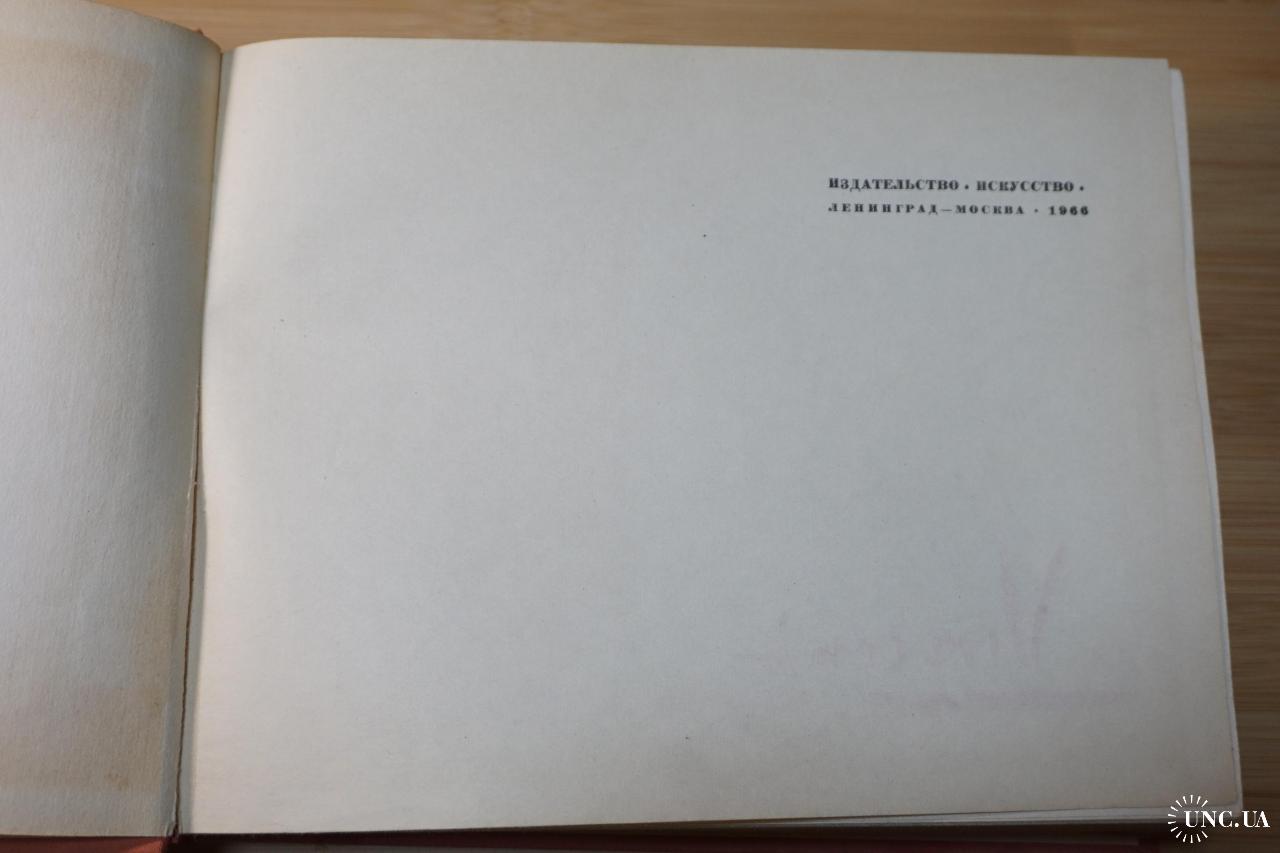 ИЗДАТЕЛЬСТВО • ИСКУССТВО •
ЛЕНИНГРАД — МОСКВА • 1966
UNC.UA